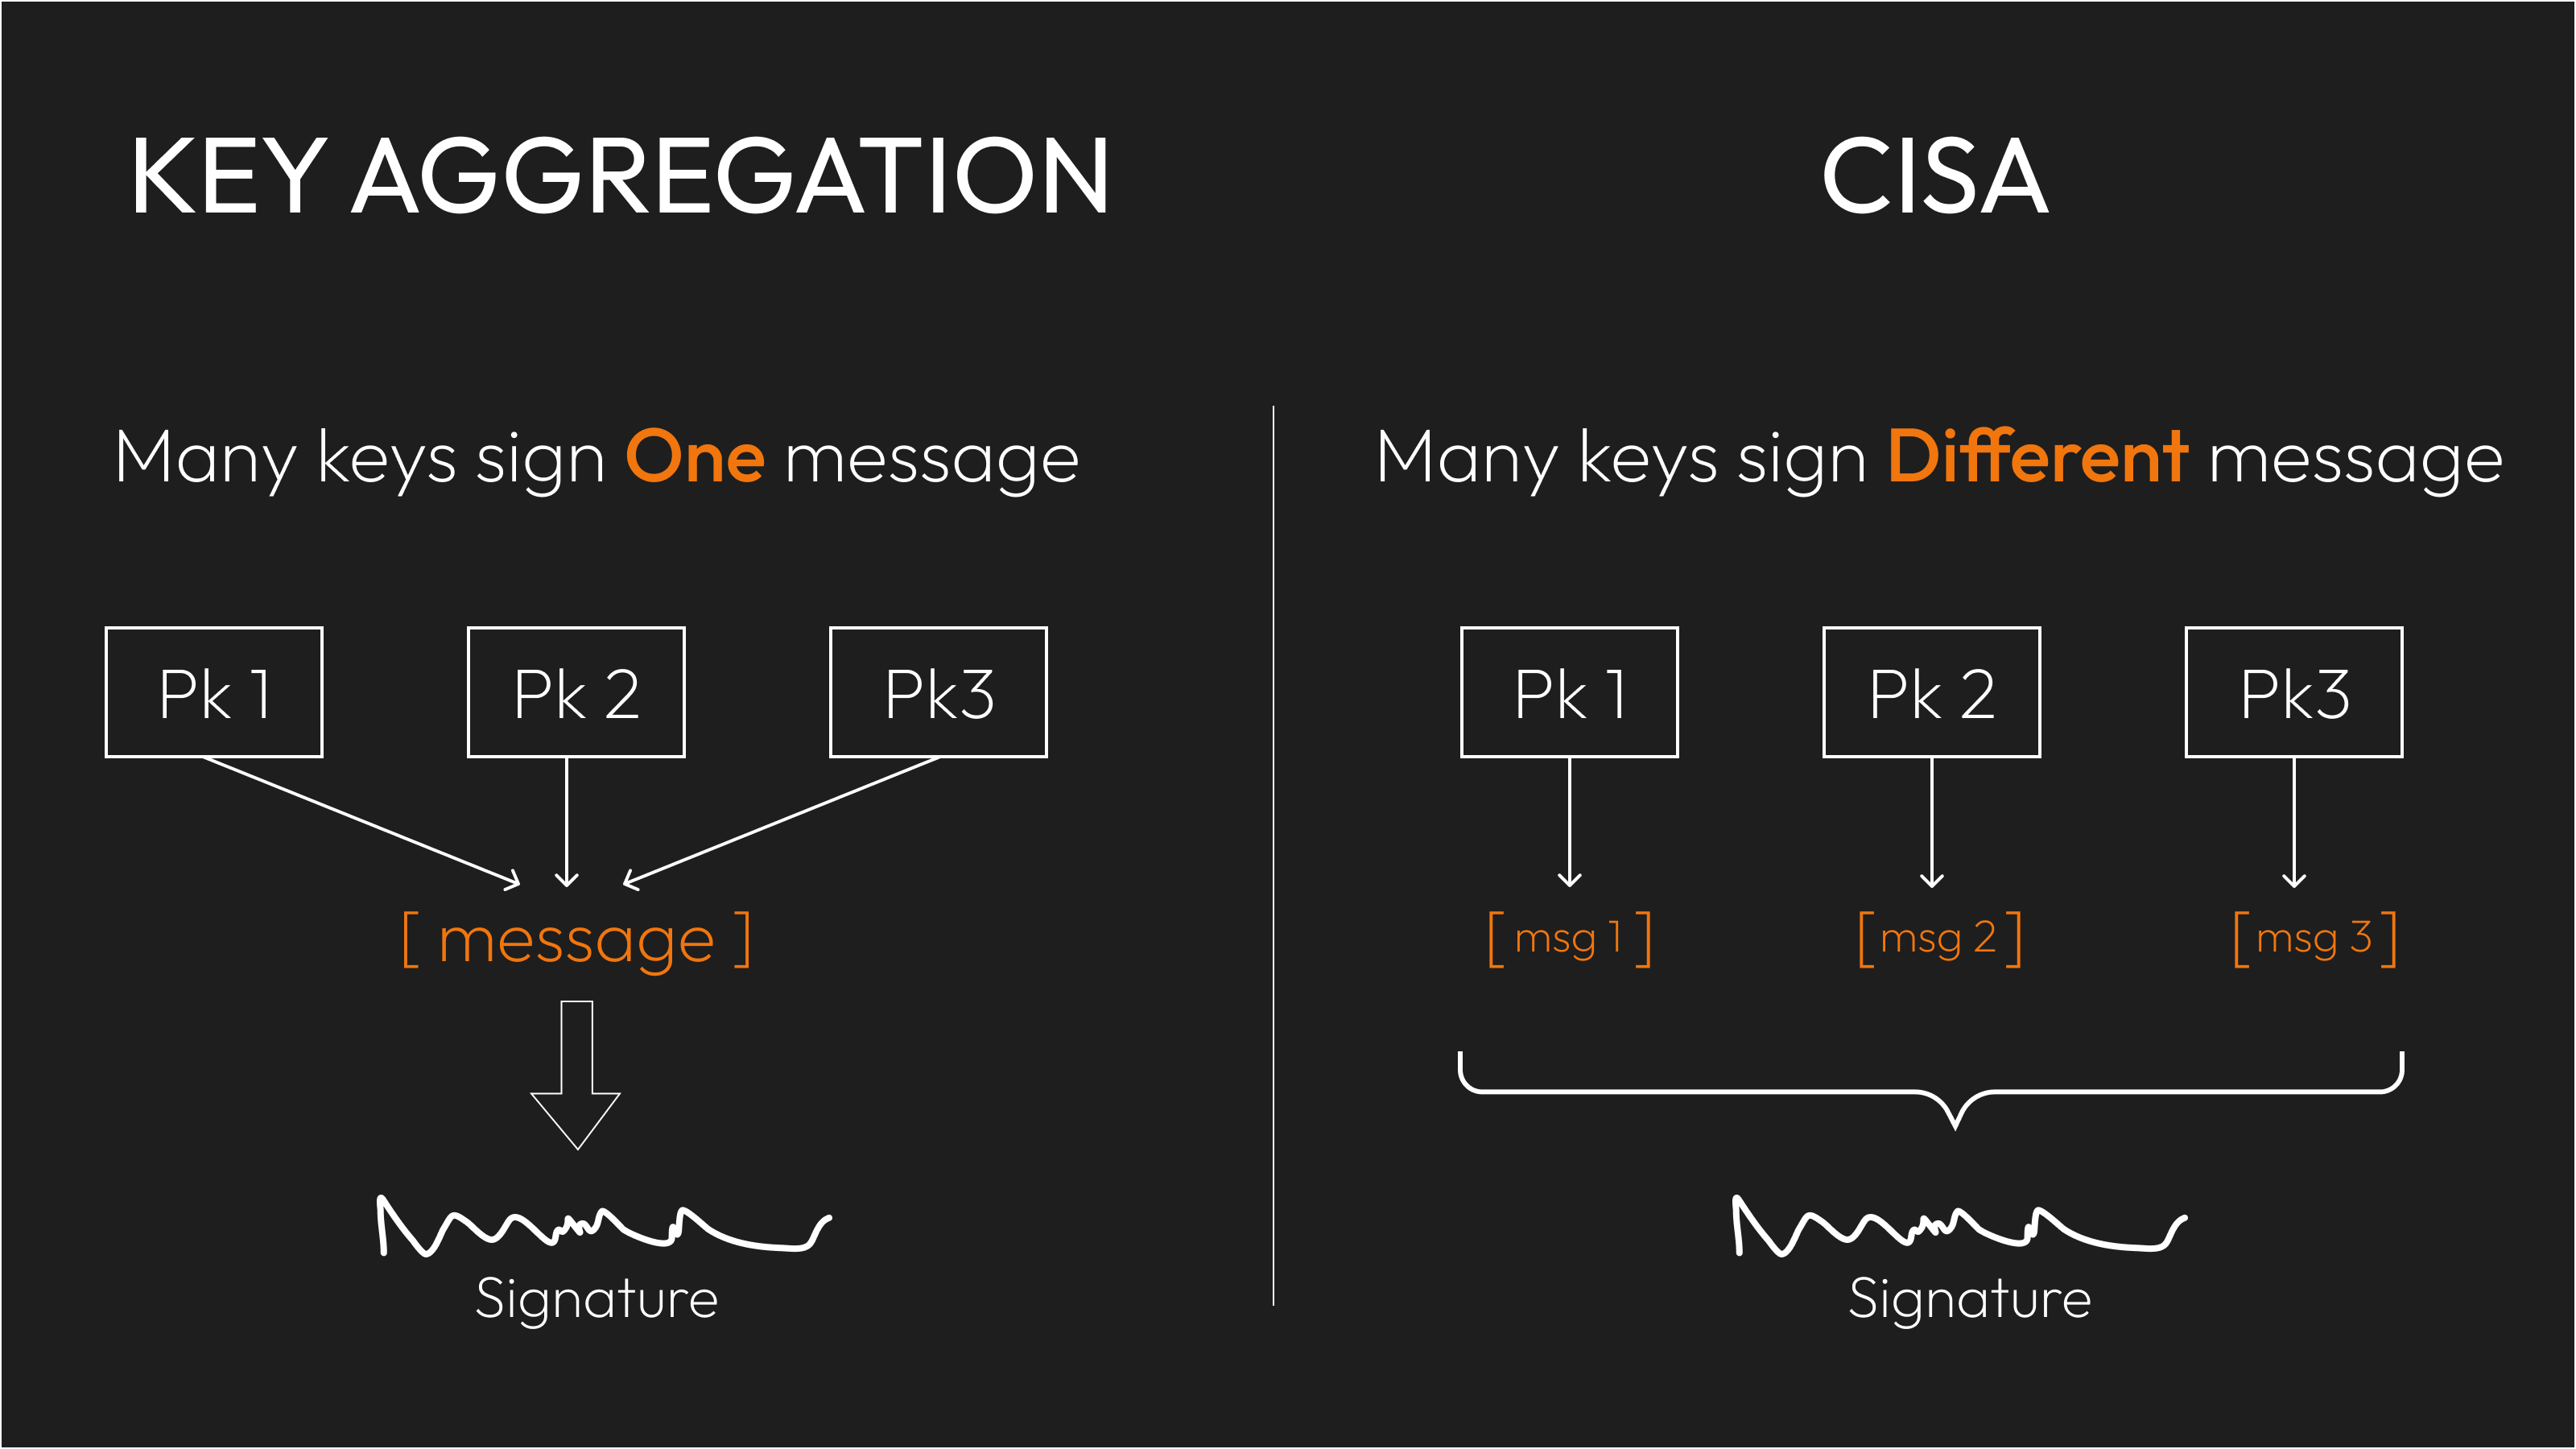 KEY AGGREGATION
Many keys sign One message
Pk 1
Pk 2
Pk3
[ message ]
Signature
CISA
Many keys sign Different message
Pk 1
Pk 2
Pk3
[ msg 1 ]
[ msg 2 ]
[ msg 3 ]
Signature